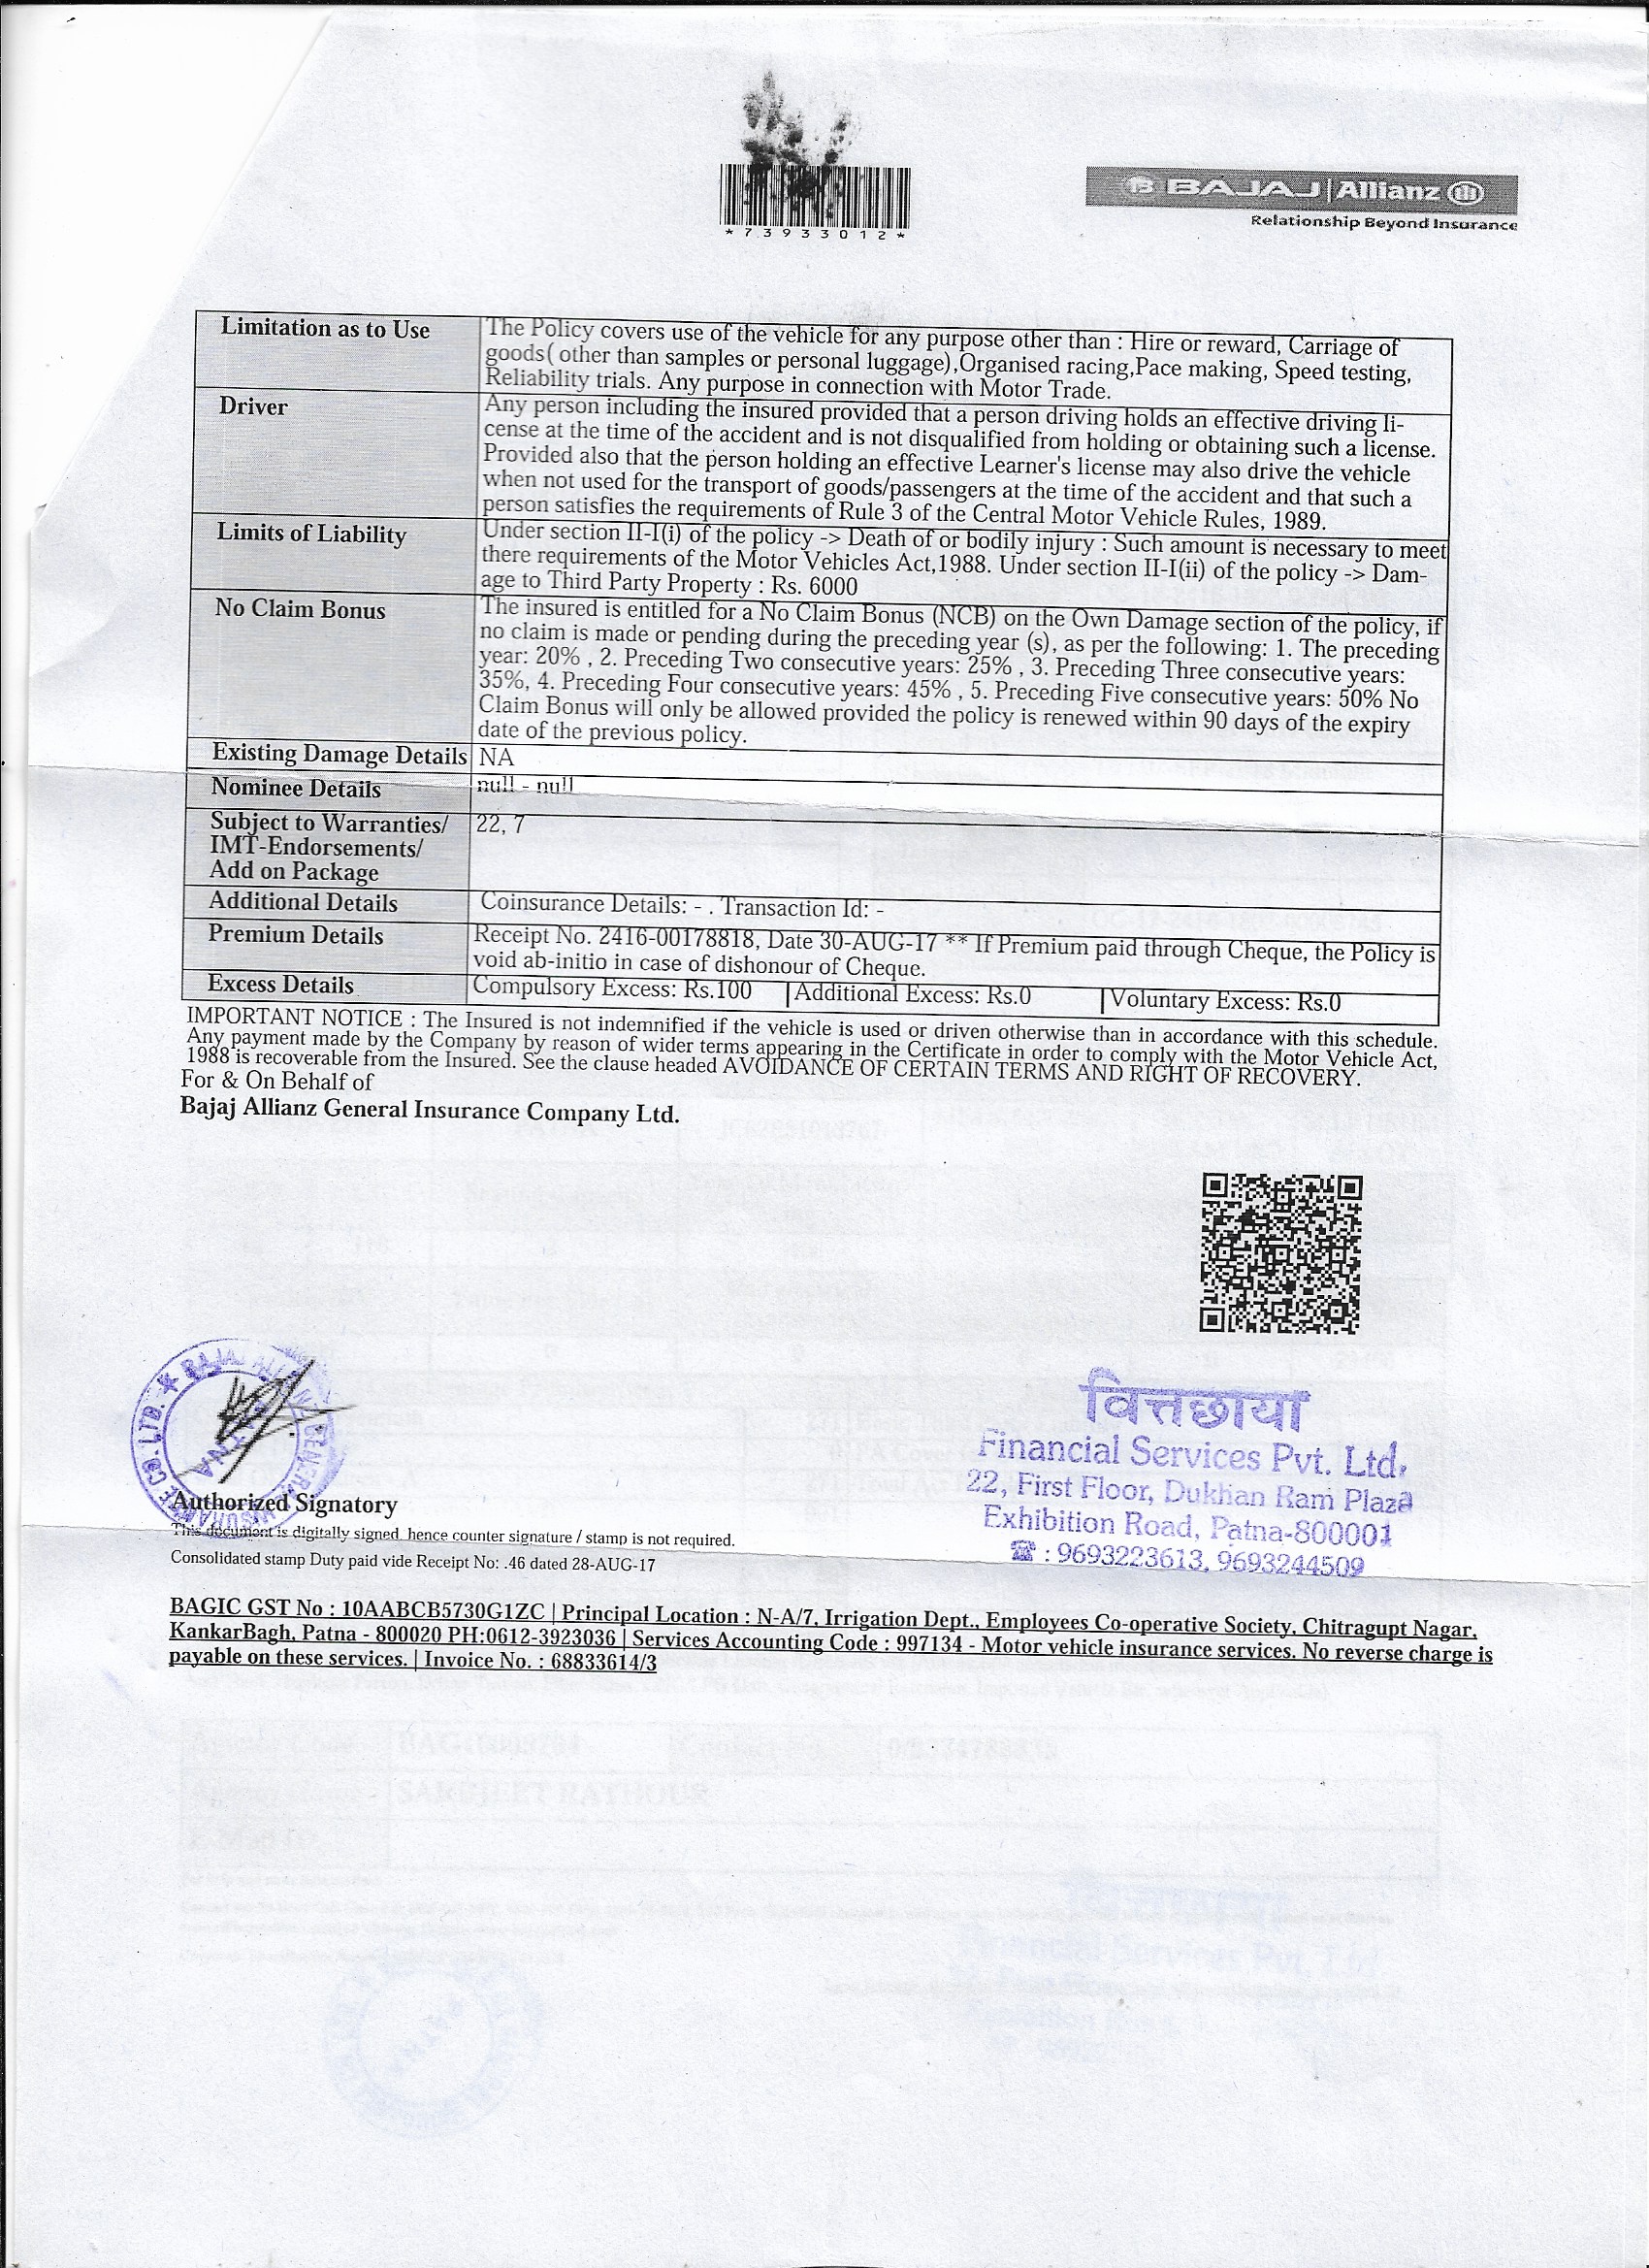 *73933012*
BAJAJ | Allianz
Relationship Beyond Insurance
Limitation as to Use
The Policy covers use of the vehicle for any purpose other than : Hire or reward, Carriage of
goods( other than samples or personal luggage),Organised racing,Pace making, Speed testing,
Reliability trials. Any purpose in connection with Motor Trade.
Driver
Any person including the insured provided that a person driving holds an effective driving li-
cense at the time of the accident and is not disqualified from holding or obtaining such a license.
Provided also that the person holding an effective Learner's license may also drive the vehicle
when not used for the transport of goods/passengers at the time of the accident and that such a
person satisfies the requirements of Rule 3 of the Central Motor Vehicle Rules, 1989.
Limits of Liability
Under section II-I(i) of the policy -> Death of or bodily injury : Such amount is necessary to meet
there requirements of the Motor Vehicles Act,1988. Under section II-I(ii) of the policy -> Dam-
age to Third Party Property : Rs. 6000
No Claim Bonus
The insured is entitled for a No Claim Bonus (NCB) on the Own Damage section of the policy, if
no claim is made or pending during the preceding year (s), as per the following: 1. The preceding
year: 20% , 2. Preceding Two consecutive years: 25% , 3. Preceding Three consecutive years:
35%, 4. Preceding Four consecutive years: 45% , 5. Preceding Five consecutive years: 50% No
Claim Bonus will only be allowed provided the policy is renewed within 90 days of the expiry
date of the previous policy.
Existing Damage Details NA
Nominee Details null - null
Subject to Warranties/ 22, 7
IMT-Endorsements/
Add on Package
Additional Details Coinsurance Details: - . Transaction Id: -
Premium Details
Receipt No. 2416-00178818, Date 30-AUG-17 ** If Premium paid through Cheque, the Policy is
void ab-initio in case of dishonour of Cheque.
Excess Details Compulsory Excess: Rs.100 Additional Excess: Rs.0 Voluntary Excess: Rs.0
IMPORTANT NOTICE : The Insured is not indemnified if the vehicle is used or driven otherwise than in accordance with this schedule.
Any payment made by the Company by reason of wider terms appearing in the Certificate in order to comply with the Motor Vehicle Act,
1988 is recoverable from the Insured. See the clause headed AVOIDANCE OF CERTAIN TERMS AND RIGHT OF RECOVERY.
For & On Behalf of
Bajaj Allianz General Insurance Company Ltd.
BAJAJ ALLIANZ GENERAL INSURANCE CO. LTD. ★
PATNA
वित्तछाया
Financial Services Pvt. Ltd.
22, First Floor, Dukhan Ram Plaza
Exhibition Road, Patna-800001
☎ : 9693223613, 9693244509
Authorized Signatory
This document is digitally signed hence counter signature / stamp is not required.
Consolidated stamp Duty paid vide Receipt No: .46 dated 28-AUG-17
BAGIC GST No : 10AABCB5730G1ZC | Principal Location : N-A/7, Irrigation Dept., Employees Co-operative Society, Chitragupt Nagar,
KankarBagh, Patna - 800020 PH:0612-3923036 | Services Accounting Code : 997134 - Motor vehicle insurance services. No reverse charge is
payable on these services. | Invoice No. : 68833614/3